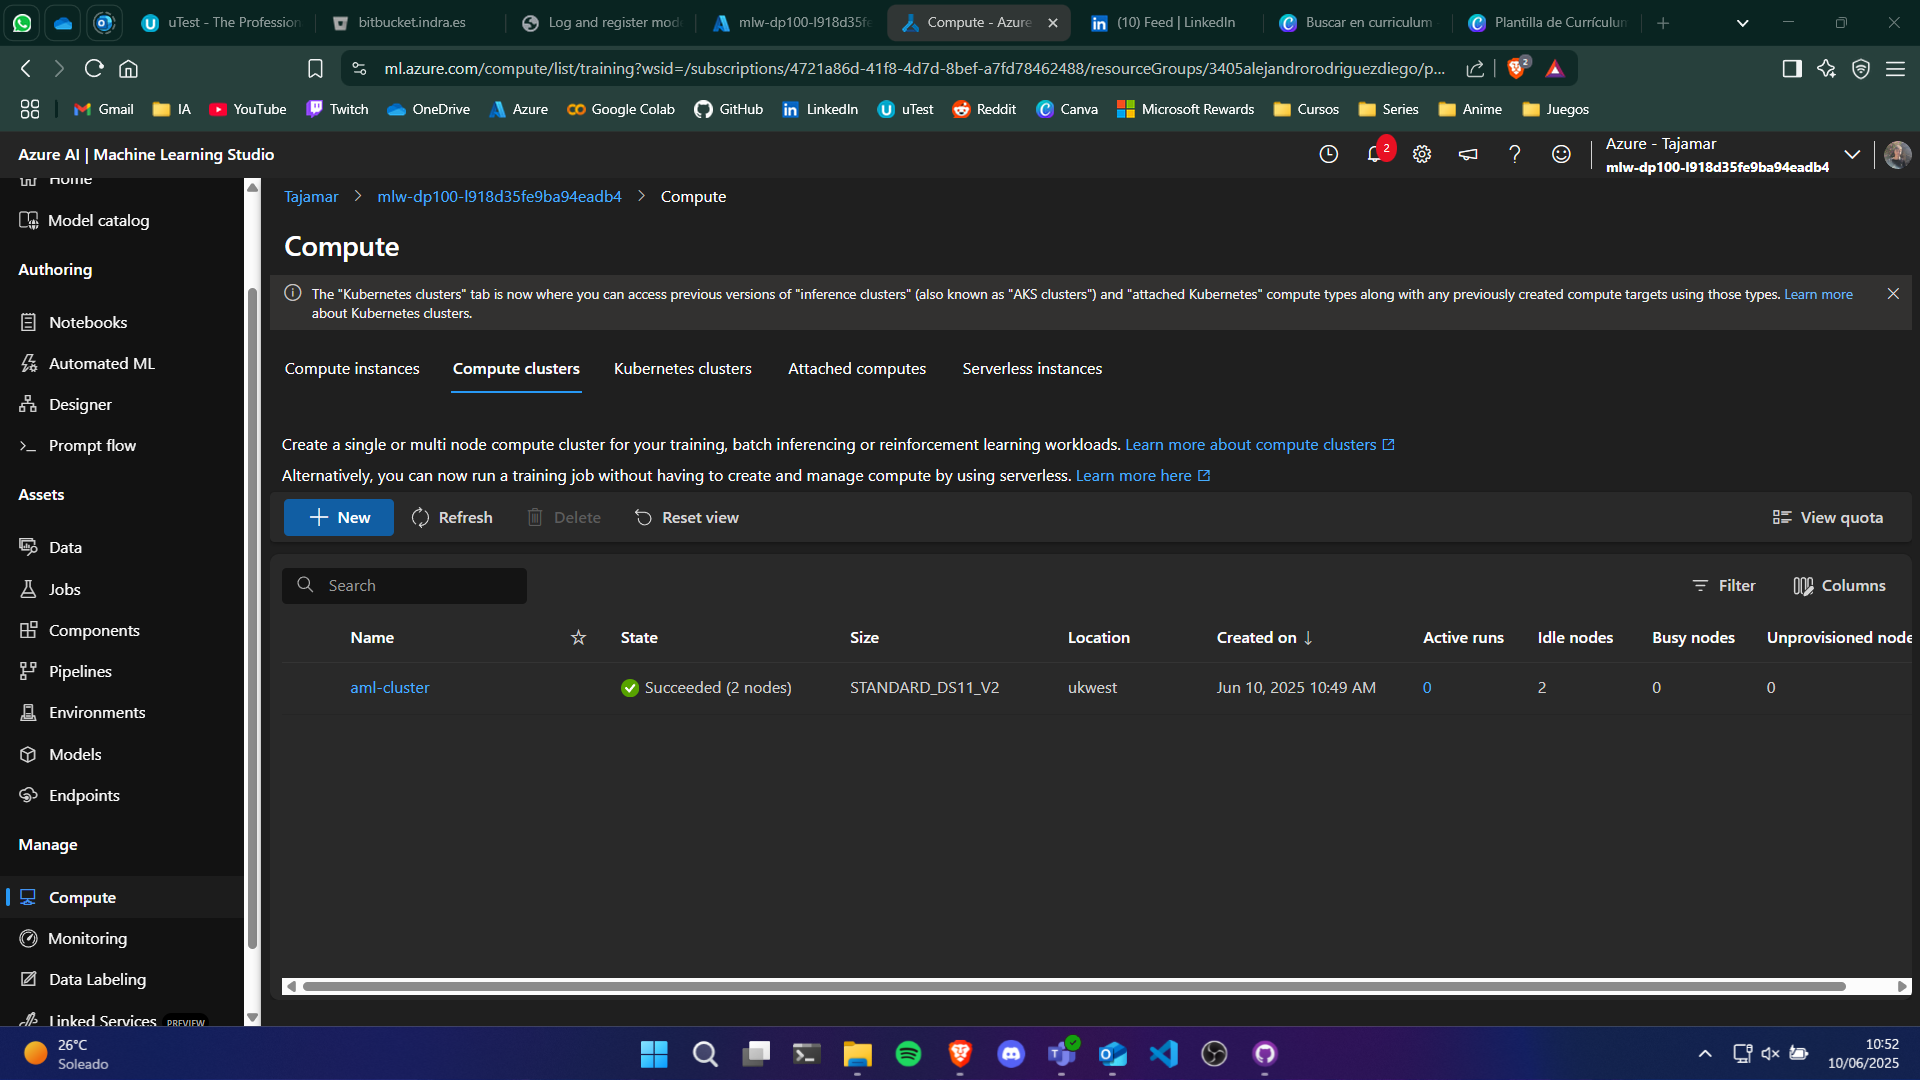 uTest - The Profession
bitbucket.indra.es
Log and register mode
mlw-dp100-l918d35fe
Compute - Azure
(10) Feed | LinkedIn
Buscar en curriculum
Plantilla de Currículum
ml.azure.com/compute/list/training?wsid=/subscriptions/4721a86d-41f8-4d7d-8bef-a7fd78462488/resourceGroups/3405alejandrorodriguezdiego/p...
2
Gmail
IA
YouTube
Twitch
OneDrive
Azure
Google Colab
GitHub
LinkedIn
uTest
Reddit
Canva
Microsoft Rewards
Cursos
Series
Anime
Juegos
Azure AI | Machine Learning Studio
2
Azure - Tajamar
mlw-dp100-l918d35fe9ba94eadb4
Home
Model catalog
Authoring
Notebooks
Automated ML
Designer
Prompt flow
Assets
Data
Jobs
Components
Pipelines
Environments
Models
Endpoints
Manage
Compute
Monitoring
Data Labeling
Linked Services PREVIEW
Tajamar > mlw-dp100-l918d35fe9ba94eadb4 > Compute
Compute
The "Kubernetes clusters" tab is now where you can access previous versions of "inference clusters" (also known as "AKS clusters") and "attached Kubernetes" compute types along with any previously created compute targets using those types. Learn more
about Kubernetes clusters.
Compute instances
Compute clusters
Kubernetes clusters
Attached computes
Serverless instances
Create a single or multi node compute cluster for your training, batch inferencing or reinforcement learning workloads. Learn more about compute clusters
Alternatively, you can now run a training job without having to create and manage compute by using serverless. Learn more here
New
Refresh
Delete
Reset view
View quota
Search
Filter
Columns
Name State Size Location Created on ↓ Active runs Idle nodes Busy nodes Unprovisioned node
aml-cluster Succeeded (2 nodes) STANDARD_DS11_V2 ukwest Jun 10, 2025 10:49 AM 0 2 0 0
26°C
Soleado
10:52
10/06/2025